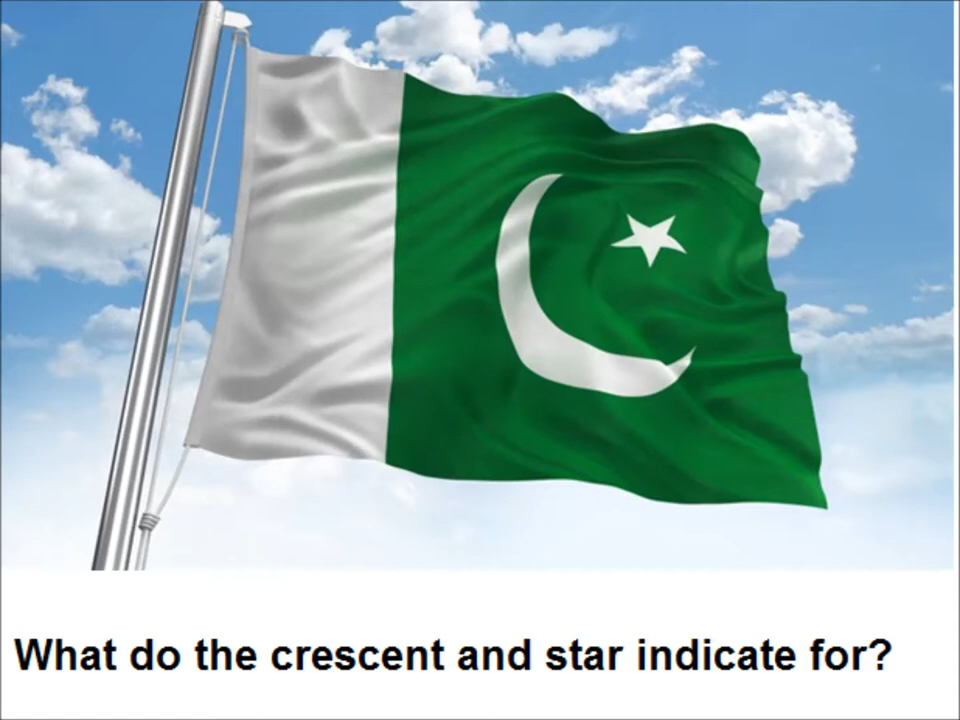 What do the crescent and star indicate for?